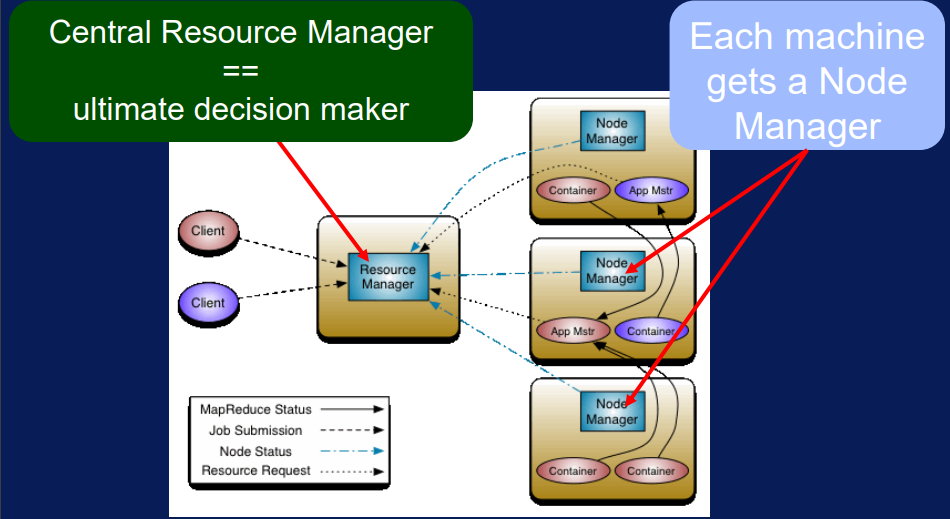 Central Resource Manager
==
ultimate decision maker
Each machine
gets a Node
Manager
Node
Manager
Container
App Mstr
Client
Resource
Manager
Node
Manager
Client
App Mstr
Container
Node
Manager
MapReduce Status
Job Submission
Node Status
Resource Request
Container
Container